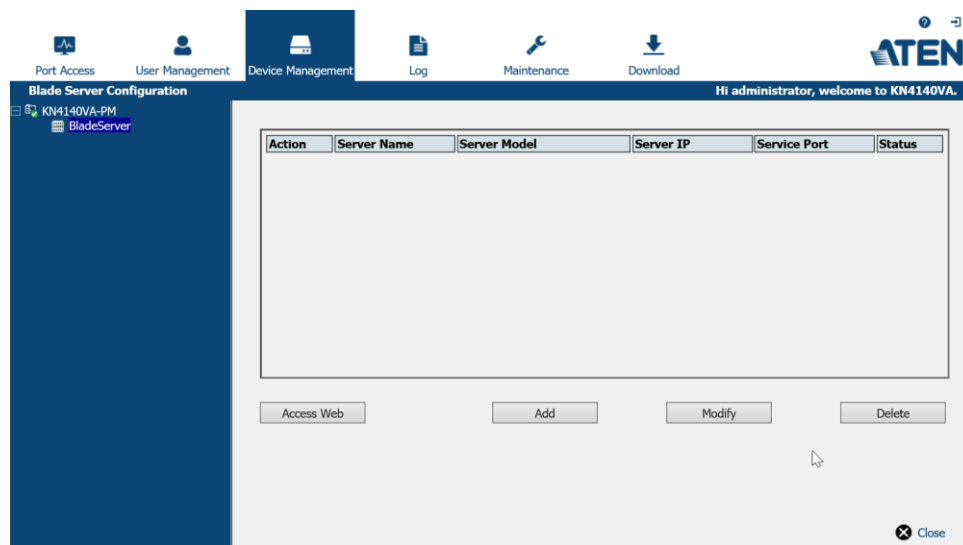 Port Access
User Management
Device Management
Log
Maintenance
Download
ATEN
Blade Server Configuration
Hi administrator, welcome to KN4140VA.
KN4140VA-PM
BladeServer
Action Server Name Server Model Server IP Service Port Status
Access Web Add Modify Delete
Close